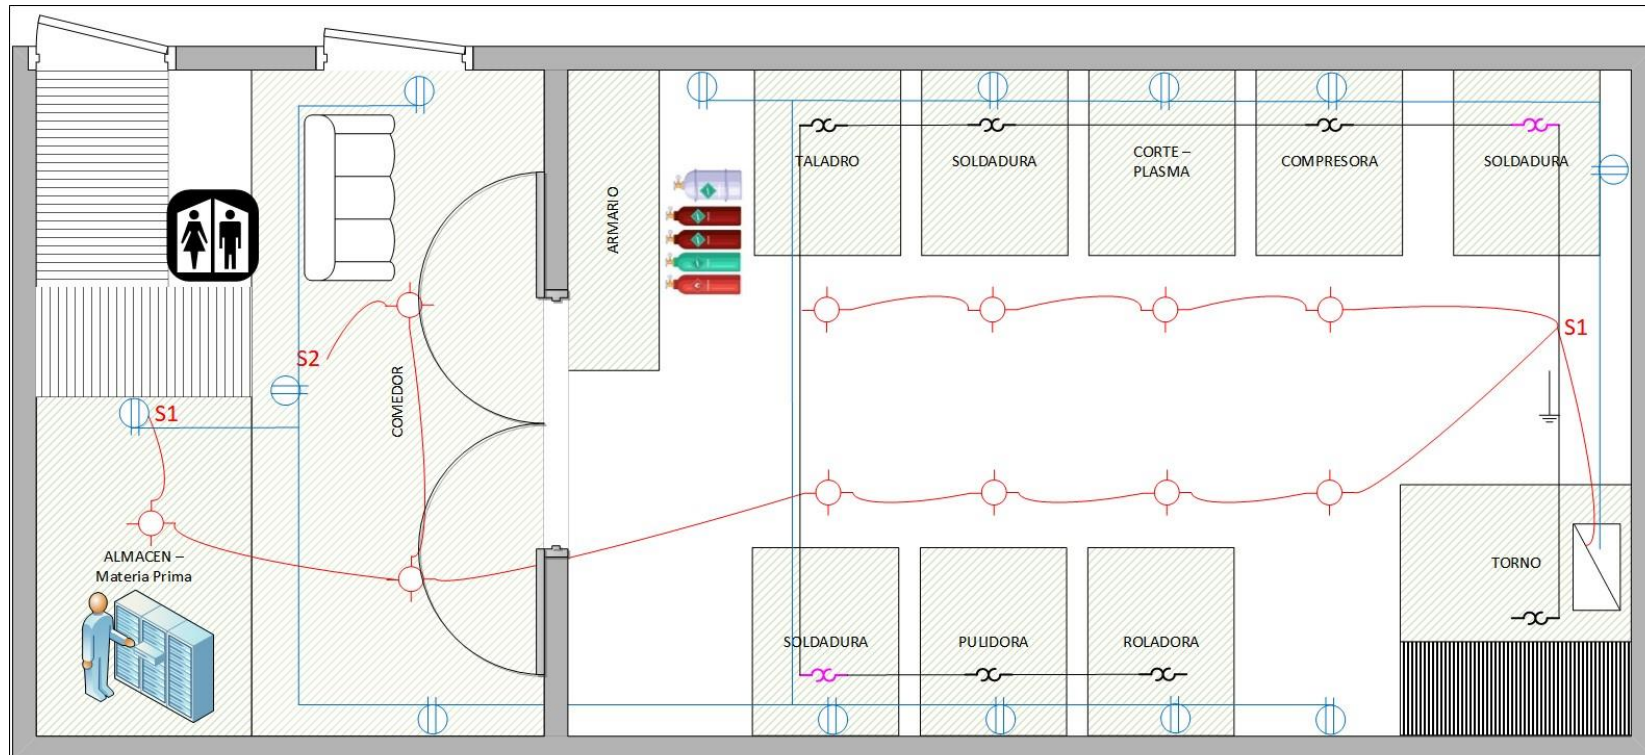 TALADRO
SOLDADURA
CORTE –
PLASMA
COMPRESORA
SOLDADURA
ARMARIO
S1
S2
COMEDOR
S1
ALMACEN –
Materia Prima
TORNO
SOLDADURA
PULIDORA
ROLADORA